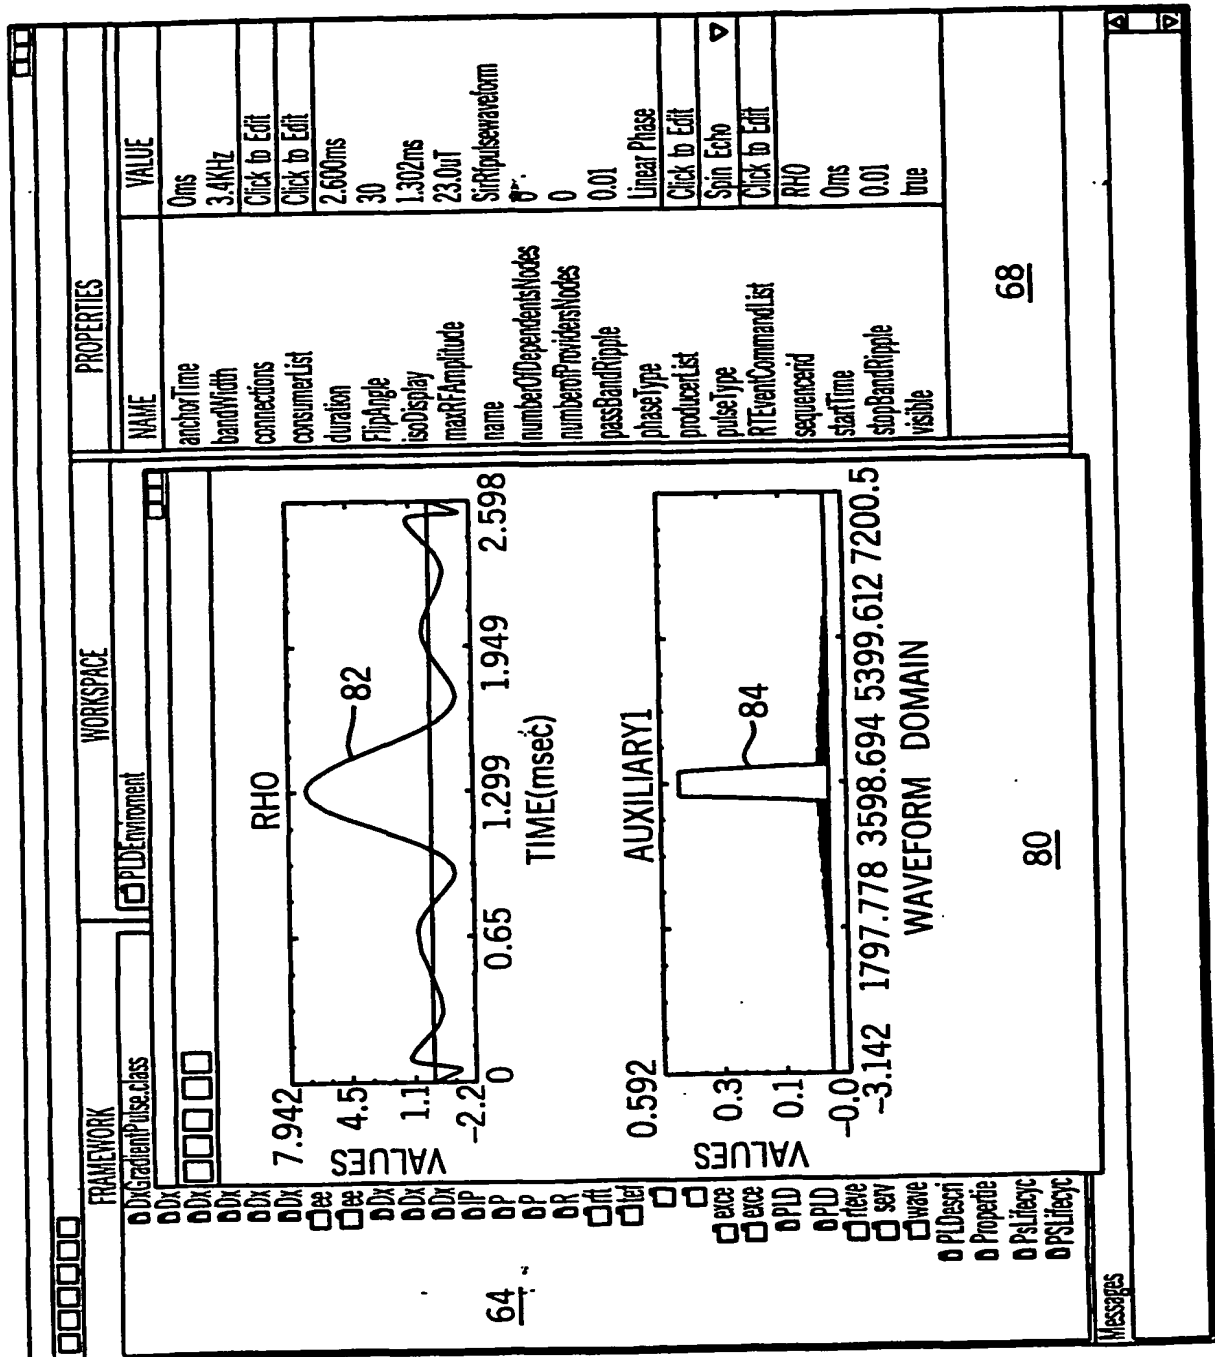 FRAMEWORK
WORKSPACE
PROPERTIES
DxGradientPulse.class
Dx
Dx
Dx
Dx
Dx
ee
ee
Dx
Dx
Dx
IP
P
P
R
rft
exce
exce
PLD
PLD
rteve
serv
wave
PLDescri
Propertie
PsLifecyc
PSLifecyc
64
PLDEnviroment
RHO
7.942
4.5
1.1
-2.2
VALUES
0
0.65
1.299
1.949
2.598
TIME(msec)
82
AUXILIARY1
0.592
0.3
0.1
-0.0
VALUES
-3.142
1797.778
3598.694
5399.612
7200.5
WAVEFORM DOMAIN
84
80
NAME VALUE
anchorTime 0ms
bandWidth 3.4KHz
connections Click to Edit
consumerList Click to Edit
duration 2.600ms
FlipAngle 30
isoDisplay 1.302ms
maxRFAmplitude 23.0uT
name SirRfpulsewaveform
numberOfDependentsNodes
numberofProvidersNodes 0
passBandRipple 0.01
phaseType Linear Phase
producerList Click to Edit
pulseType Spin Echo
RTEventCommandList Click to Edit
sequencerid RHO
startTime 0ms
stopBandRipple 0.01
visible true
68
Messages